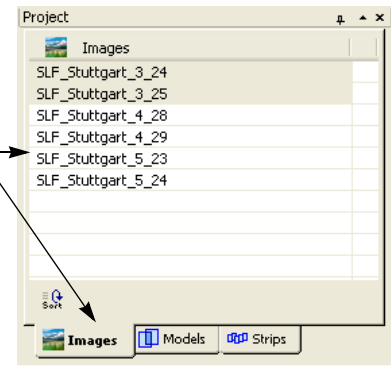 Project
Images
SLF_Stuttgart_3_24
SLF_Stuttgart_3_25
SLF_Stuttgart_4_28
SLF_Stuttgart_4_29
SLF_Stuttgart_5_23
SLF_Stuttgart_5_24
Sort
Images Models Strips